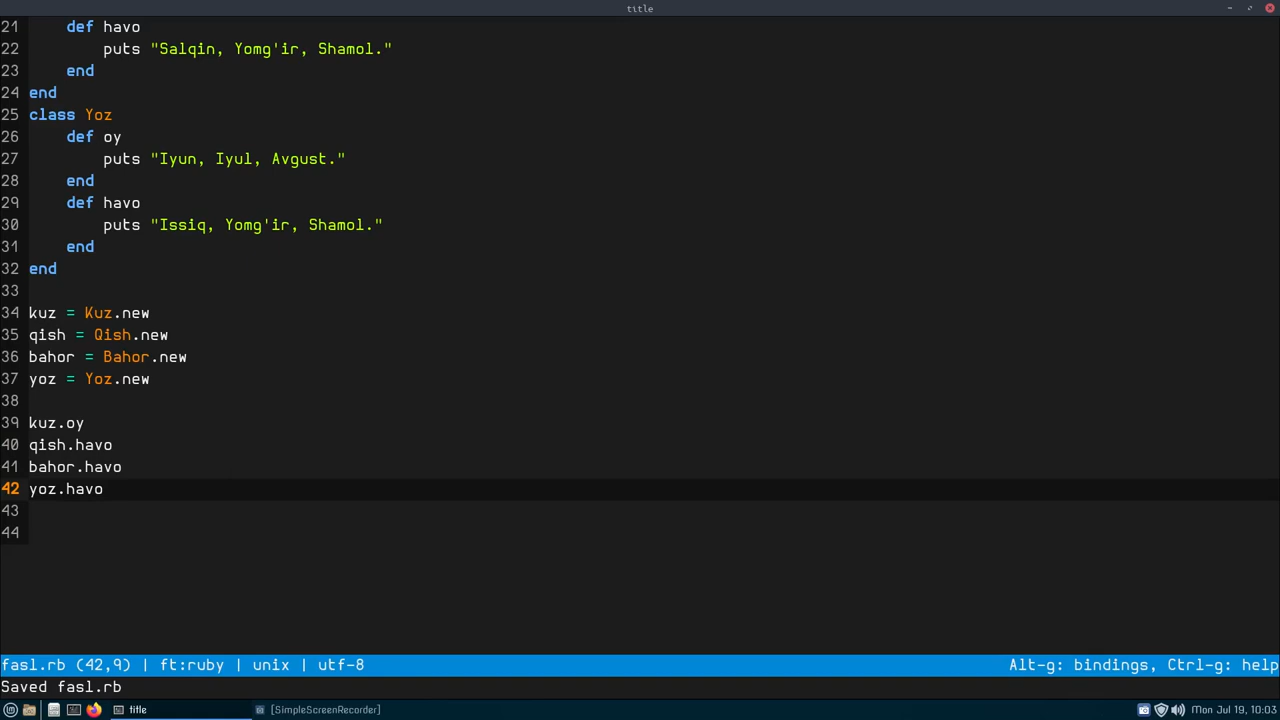 title
21 def havo
22 puts "Salqin, Yomg'ir, Shamol."
23 end
24 end
25 class Yoz
26 def oy
27 puts "Iyun, Iyul, Avgust."
28 end
29 def havo
30 puts "Issiq, Yomg'ir, Shamol."
31 end
32 end
33
34 kuz = Kuz.new
35 qish = Qish.new
36 bahor = Bahor.new
37 yoz = Yoz.new
38
39 kuz.oy
40 qish.havo
41 bahor.havo
42 yoz.havo
43
44
fasl.rb (42,9) | ft:ruby | unix | utf-8 Alt-g: bindings, Ctrl-g: help
Saved fasl.rb
title [SimpleScreenRecorder] Mon Jul 19, 10:03